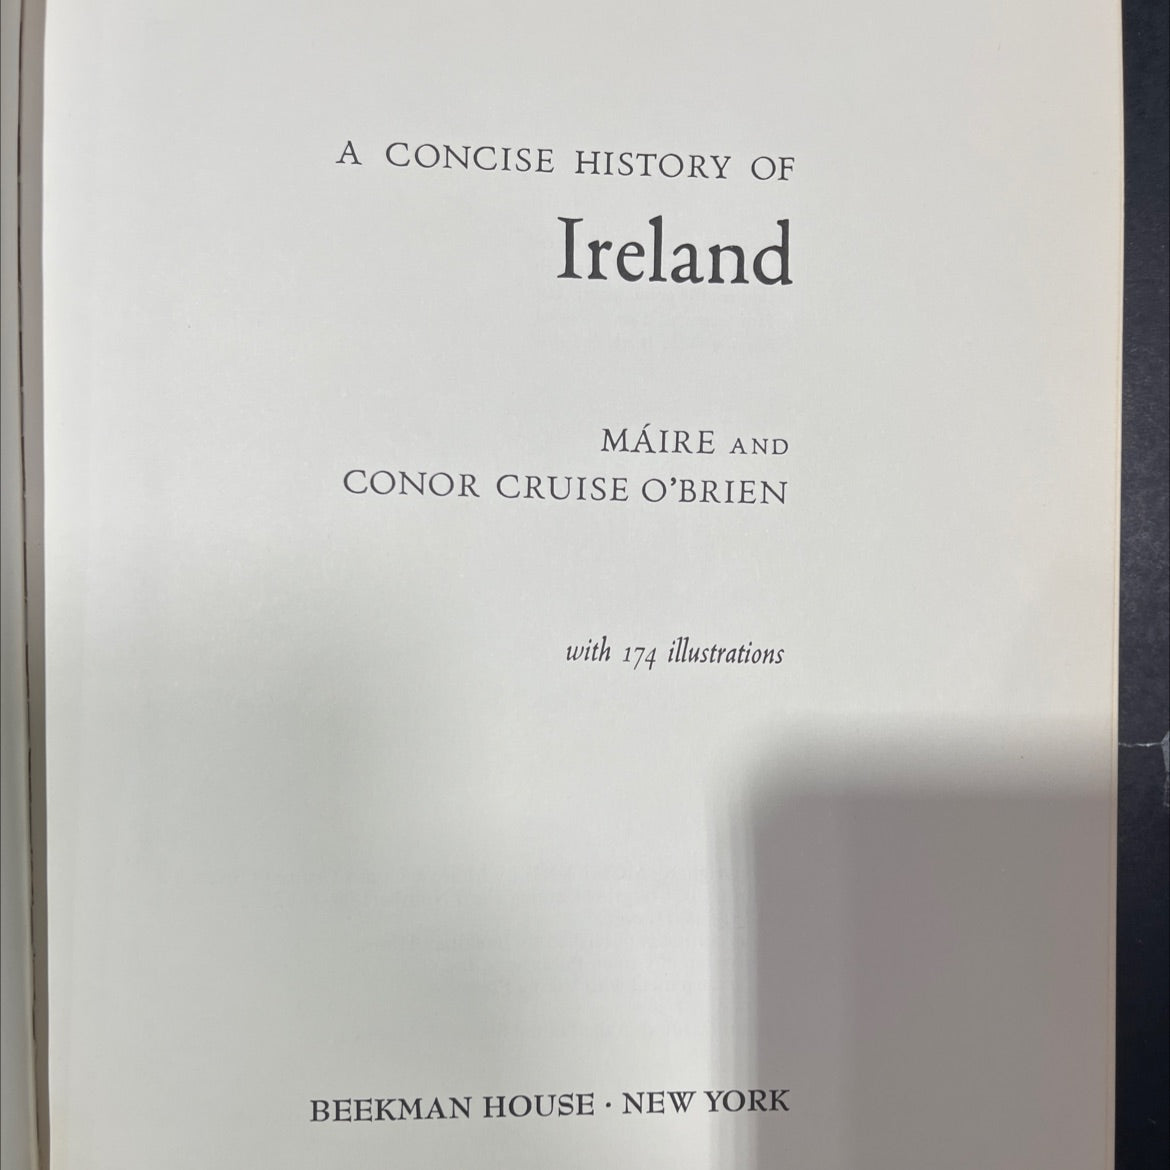 A CONCISE HISTORY OF
Ireland
MÁIRE AND
CONOR CRUISE O'BRIEN
with 174 illustrations
BEEKMAN HOUSE · NEW YORK